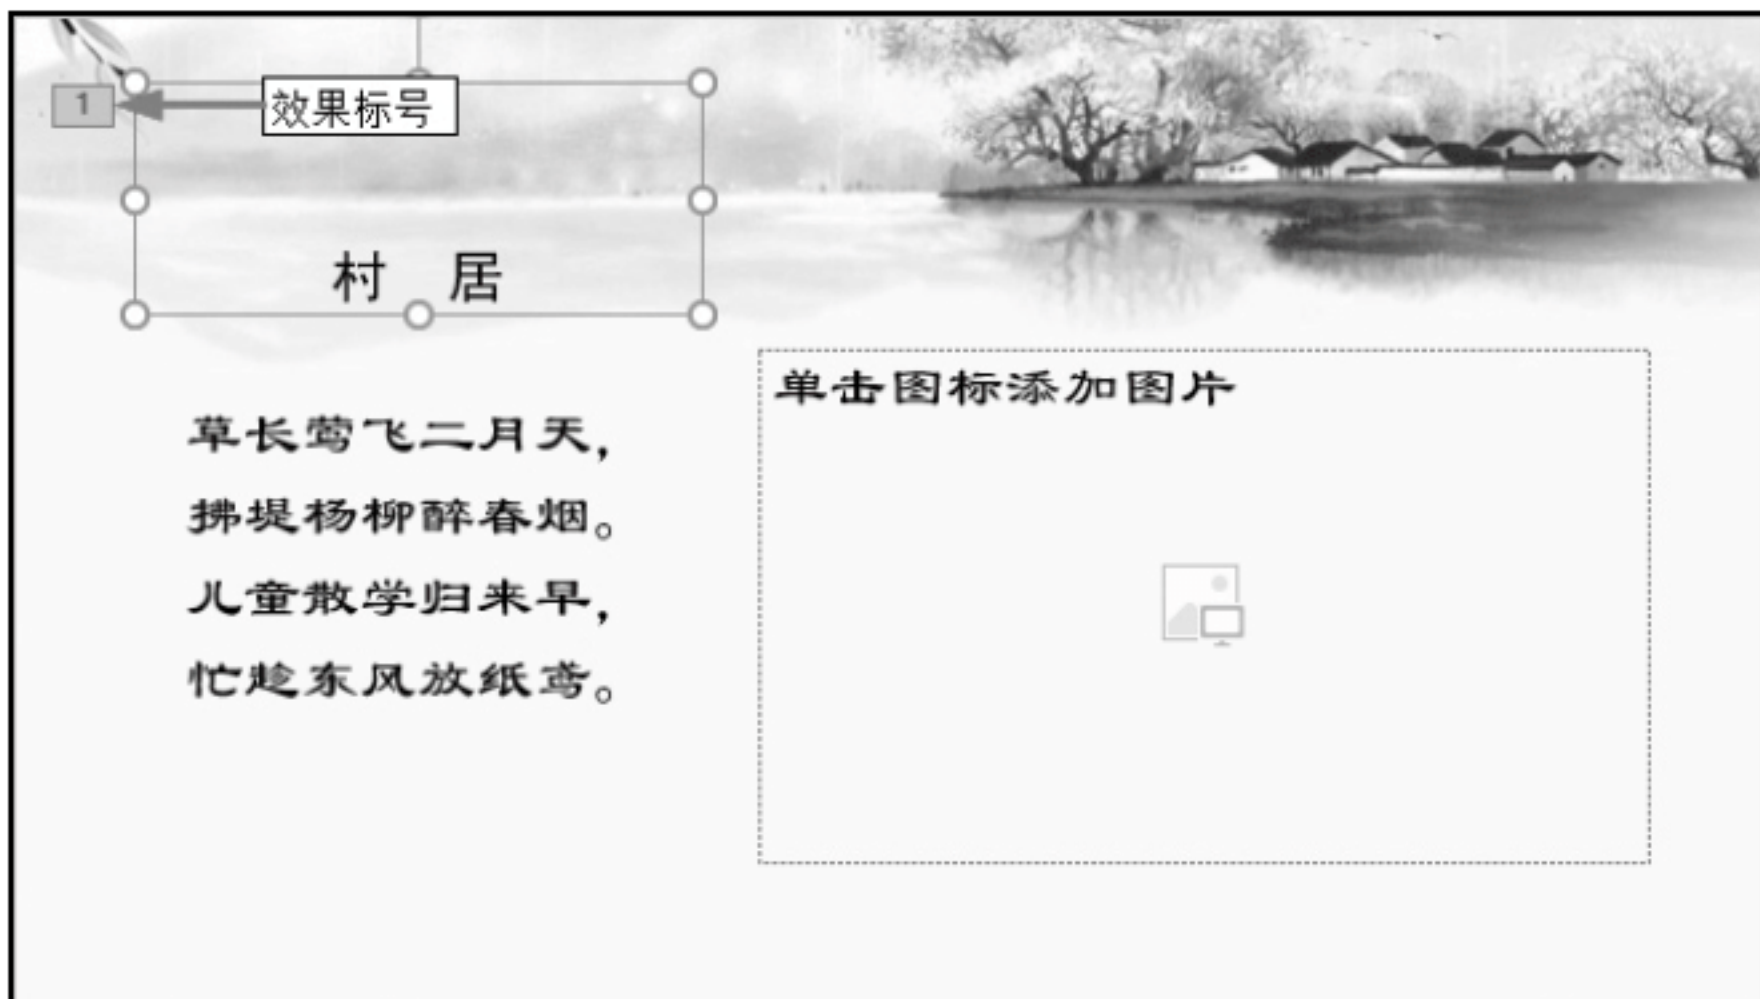 1
效果标号
村 居
草长莺飞二月天，
拂堤杨柳醉春烟。
儿童散学归来早，
忙趁东风放纸鸢。
单击图标添加图片